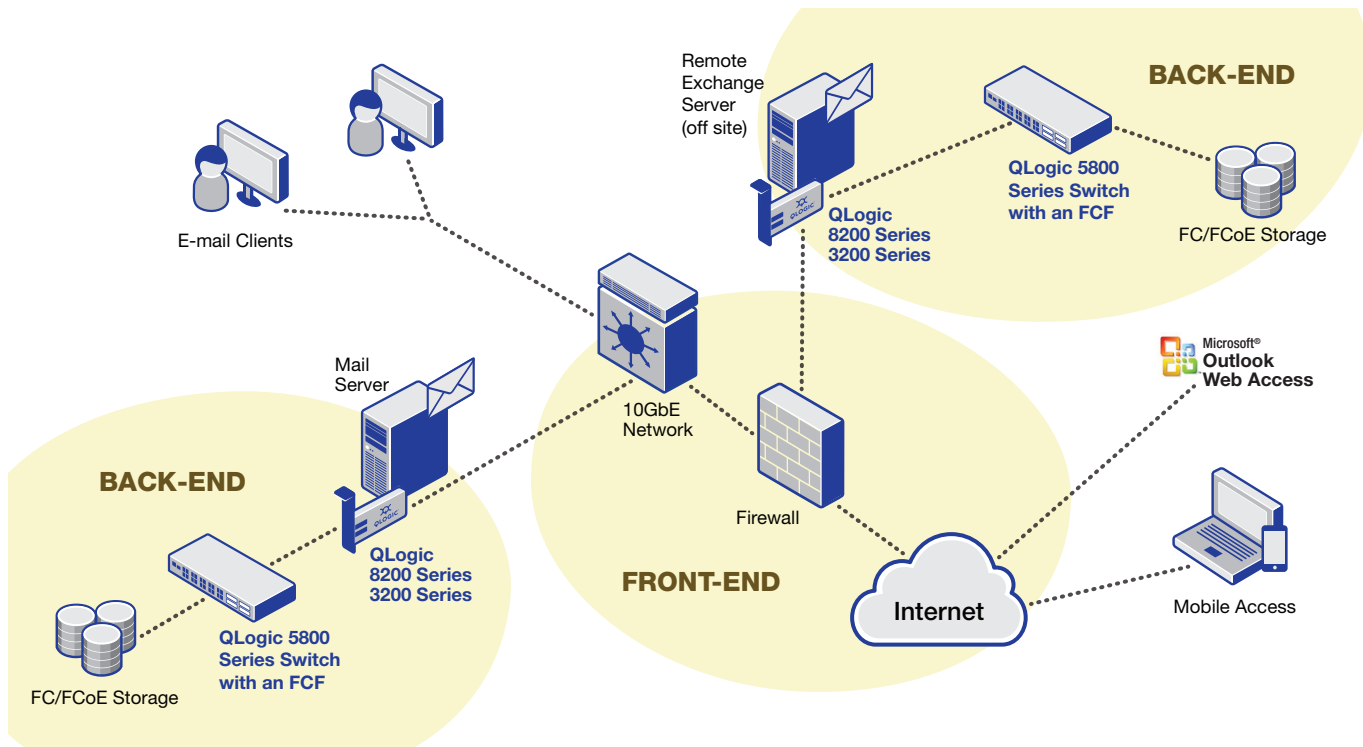 Remote
Exchange
Server
(off site)
BACK-END
QLOGIC
QLogic
8200 Series
3200 Series
QLogic 5800
Series Switch
with an FCF
FC/FCoE Storage
E-mail Clients
10GbE
Network
Microsoft®
Outlook
Web Access
Mail
Server
BACK-END
QLOGIC
QLogic
8200 Series
3200 Series
QLogic 5800
Series Switch
with an FCF
FC/FCoE Storage
Firewall
FRONT-END
Internet
Mobile Access